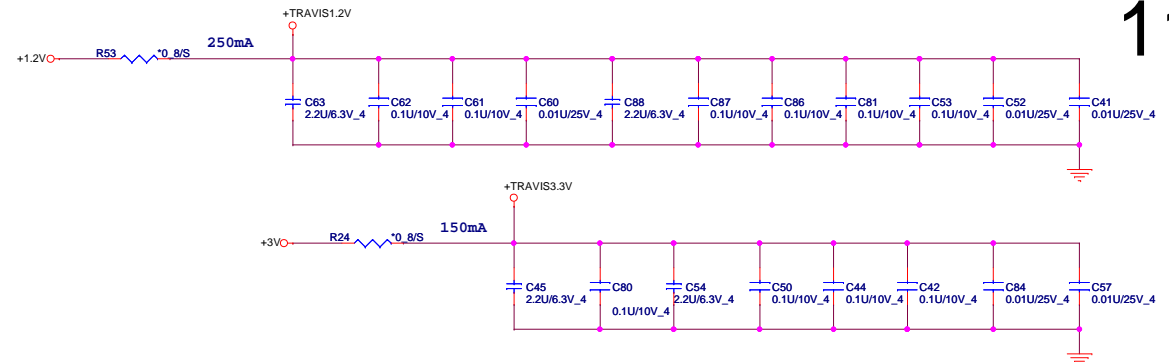 +TRAVIS1.2V
11
+1.2V R53 *0_8/S 250mA
C63 C62 C61 C60 C88 C87 C86 C81 C53 C52 C41
2.2U/6.3V_4 0.1U/10V_4 0.1U/10V_4 0.01U/25V_4 2.2U/6.3V_4 0.1U/10V_4 0.1U/10V_4 0.1U/10V_4 0.1U/10V_4 0.01U/25V_4 0.01U/25V_4
+TRAVIS3.3V
+3V R24 *0_8/S 150mA
C45 C80 C54 C50 C44 C42 C84 C57
2.2U/6.3V_4 0.1U/10V_4 2.2U/6.3V_4 0.1U/10V_4 0.1U/10V_4 0.1U/10V_4 0.01U/25V_4 0.01U/25V_4